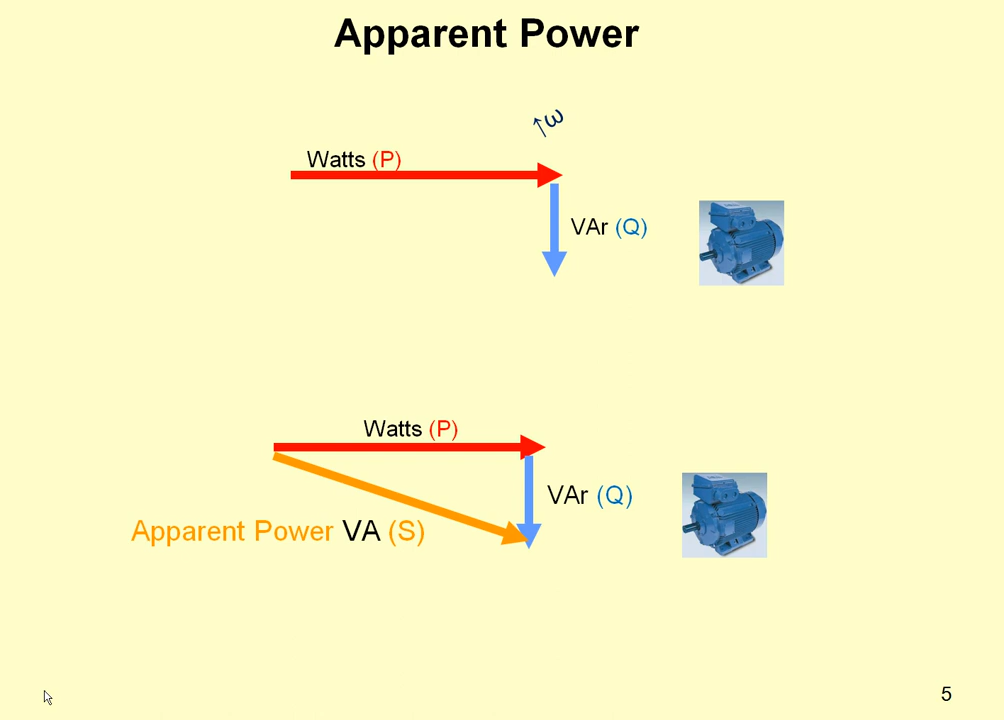 Apparent Power
↑ω
Watts (P)
VAr (Q)
Watts (P)
VAr (Q)
Apparent Power VA (S)
5